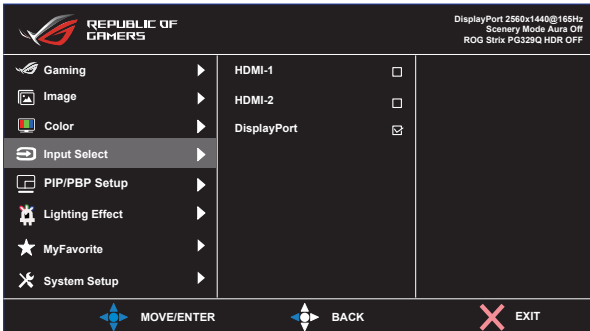 REPUBLIC OF
GAMERS
DisplayPort 2560x1440@165Hz
Scenery Mode Aura Off
ROG Strix PG329Q HDR OFF
Gaming
Image
Color
Input Select
PIP/PBP Setup
Lighting Effect
MyFavorite
System Setup
HDMI-1
HDMI-2
DisplayPort
MOVE/ENTER
BACK
EXIT